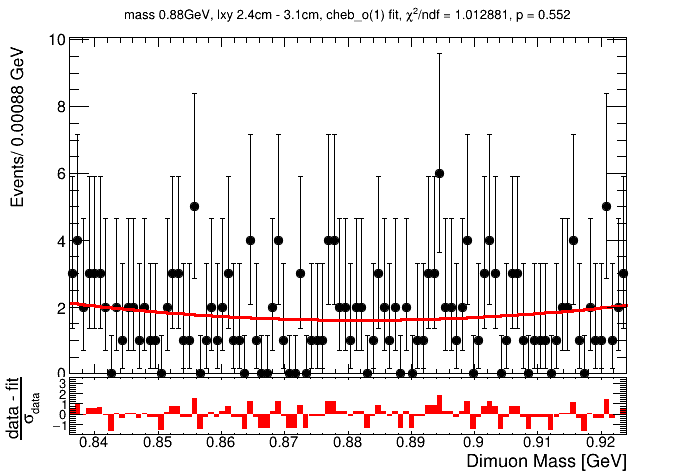 mass 0.88GeV, lxy 2.4cm - 3.1cm, cheb_o(1) fit, χ²/ndf = 1.012881, p = 0.552
Events/ 0.00088 GeV
10
8
6
4
2
0
data - fit
σdata
3
2
1
0
−1
0.84 0.85 0.86 0.87 0.88 0.89 0.9 0.91 0.92
Dimuon Mass [GeV]